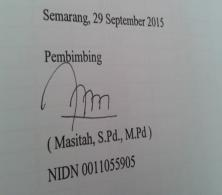 Semarang, 29 September 2015
Pembimbing
( Masitah, S.Pd., M.Pd )
NIDN 0011055905